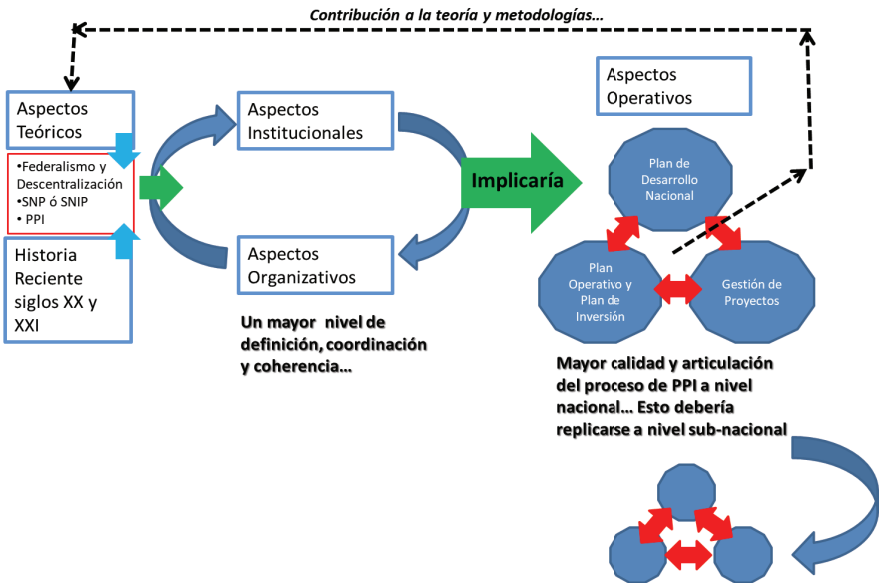 Contribución a la teoría y metodologías...
Aspectos
Teóricos
•Federalismo y
Descentralización
•SNP ó SNIP
• PPI
Historia
Reciente
siglos XX y
XXI
Aspectos
Institucionales
Aspectos
Organizativos
Un mayor nivel de
definición, coordinación
y coherencia...
Implicaría
Aspectos
Operativos
Plan de
Desarrollo
Nacional
Plan
Operativo y
Plan de
Inversión
Gestión de
Proyectos
Mayor calidad y articulación
del proceso de PPI a nivel
nacional... Esto debería
replicarse a nivel sub-nacional